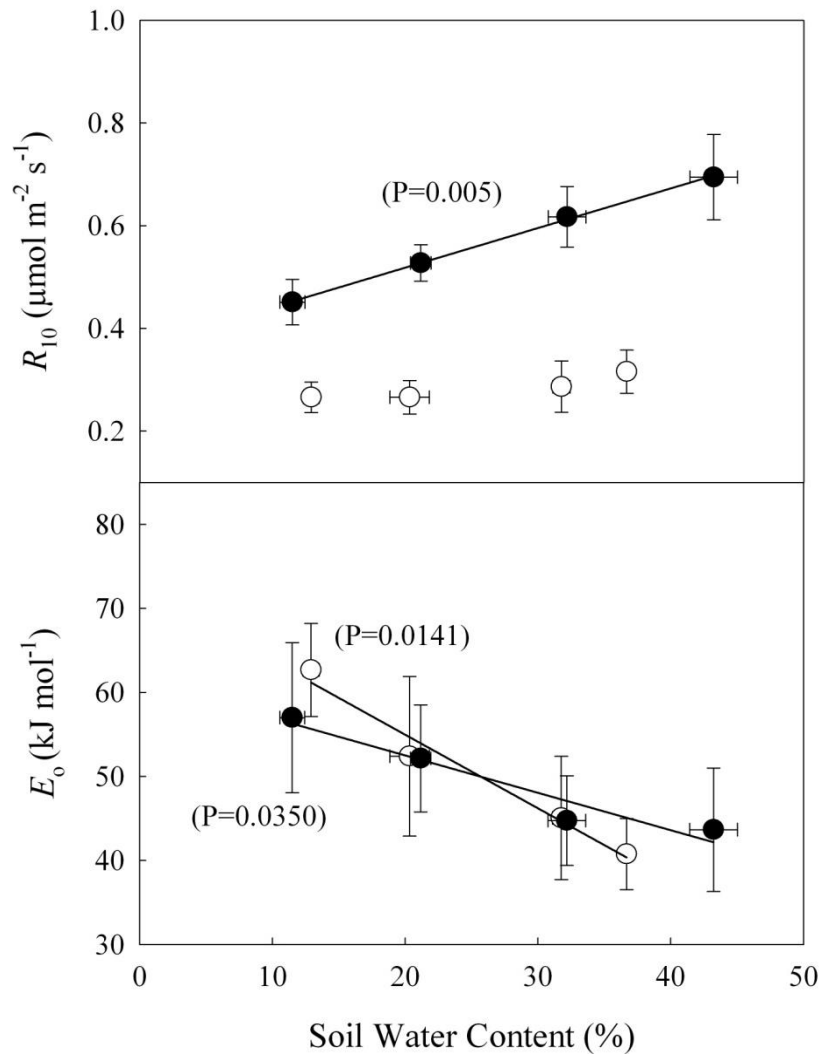 1.0
0.8
(P=0.005)
0.6
0.4
0.2
R₁₀ (μmol m⁻² s⁻¹)
80
70
(P=0.0141)
60
50
(P=0.0350)
40
30
Eₒ (kJ mol⁻¹)
0 10 20 30 40 50
Soil Water Content (%)